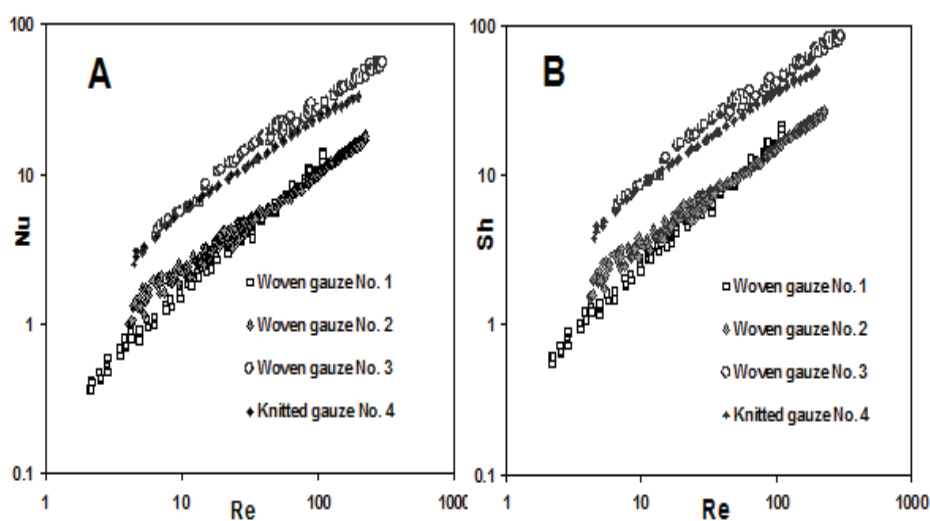 A
100
10
1
0.1
Nu
1
10
100
1000
Re
Woven gauze No. 1
Woven gauze No. 2
Woven gauze No. 3
Knitted gauze No. 4
B
100
10
1
0.1
Sh
1
10
100
1000
Re
Woven gauze No. 1
Woven gauze No. 2
Woven gauze No. 3
Knitted gauze No. 4